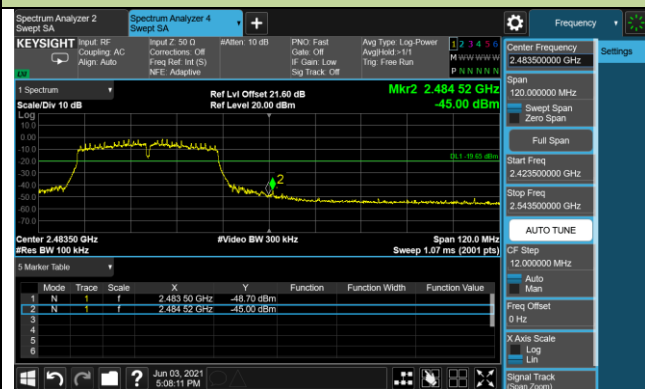 Spectrum Analyzer 2
Swept SA
Spectrum Analyzer 4
Swept SA
Frequency
KEYSIGHT
Input: RF
Coupling: AC
Align: Auto
Input Z: 50 Ω
Corrections: Off
Freq Ref: Int (S)
NFE: Adaptive
#Atten: 10 dB
PNO: Fast
Gate: Off
IF Gain: Low
Sig Track: Off
Avg Type: Log-Power
Avg|Hold:>1/1
Trig: Free Run
1 2 3 4 5 6
M W W W W W
P N N N N N
Center Frequency
2.483500000 GHz
Settings
Span
120.000000 MHz
Swept Span
Zero Span
Full Span
Start Freq
2.423500000 GHz
Stop Freq
2.543500000 GHz
AUTO TUNE
CF Step
12.000000 MHz
Auto
Man
Freq Offset
0 Hz
X Axis Scale
Log
Lin
Signal Track
(Span Zoom)
1 Spectrum
Scale/Div 10 dB
Log
Ref Lvl Offset 21.60 dB
Ref Level 20.00 dBm
Mkr2 2.484 52 GHz
-45.00 dBm
10.0
0.00
-10.0
-20.0
-30.0
-40.0
-50.0
-60.0
-70.0
DL1 -19.65 dBm
2
Center 2.48350 GHz
#Res BW 100 kHz
#Video BW 300 kHz
Span 120.0 MHz
Sweep 1.07 ms (2001 pts)
5 Marker Table
Mode Trace Scale X Y Function Function Width Function Value
1 N 1 f 2.483 50 GHz -48.70 dBm
2 N 1 f 2.484 52 GHz -45.00 dBm
3
4
5
6
Jun 03, 2021
5:08:11 PM